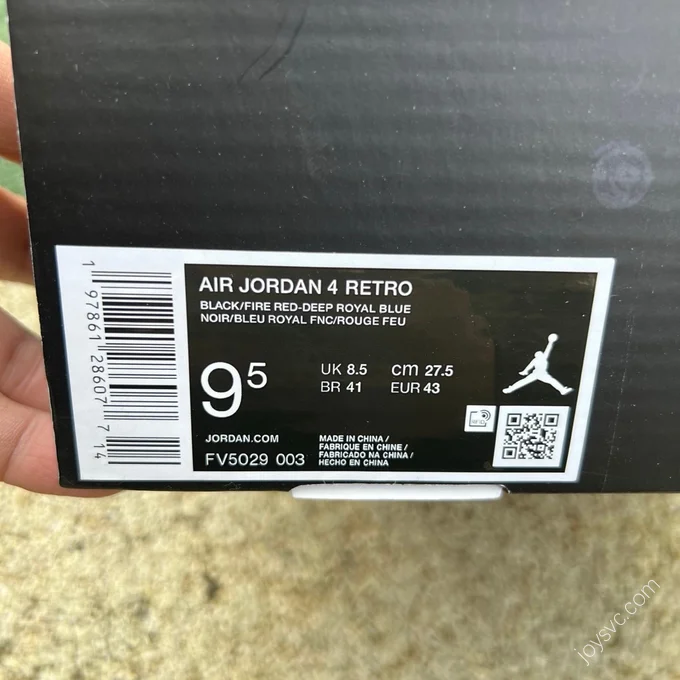 AIR JORDAN 4 RETRO
BLACK/FIRE RED-DEEP ROYAL BLUE
NOIR/BLEU ROYAL FNC/ROUGE FEU
9⁵
UK 8.5
cm 27.5
BR 41
EUR 43
JORDAN.COM
FV5029 003
MADE IN CHINA/
FABRIQUE EN CHINE/
FABRICADO NA CHINA/
HECHO EN CHINA
RFID
1 97861 28607 7 14
joysvc.com